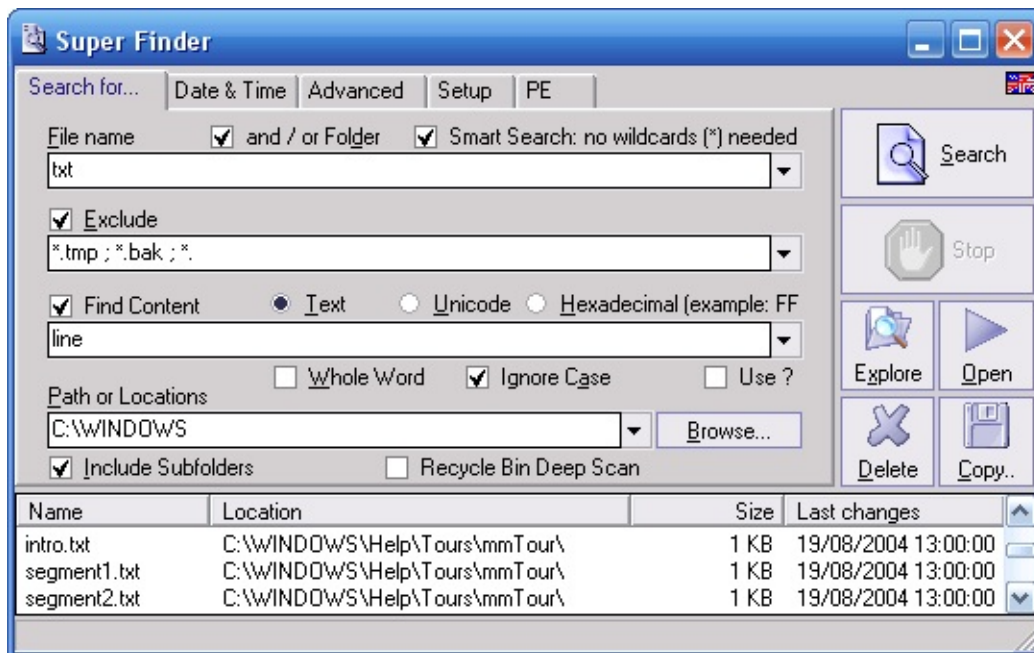 Super Finder
Search for... Date & Time Advanced Setup PE
File name and / or Folder Smart Search: no wildcards (*) needed
txt
Search
Exclude
*.tmp ; *.bak ; *.
Stop
Find Content Text Unicode Hexadecimal (example: FF
line
Whole Word Ignore Case Use ?
Explore Open
Path or Locations
C:\WINDOWS Browse...
Include Subfolders Recycle Bin Deep Scan
Delete Copy..
Name Location Size Last changes
intro.txt C:\WINDOWS\Help\Tours\mmTour\ 1 KB 19/08/2004 13:00:00
segment1.txt C:\WINDOWS\Help\Tours\mmTour\ 1 KB 19/08/2004 13:00:00
segment2.txt C:\WINDOWS\Help\Tours\mmTour\ 1 KB 19/08/2004 13:00:00